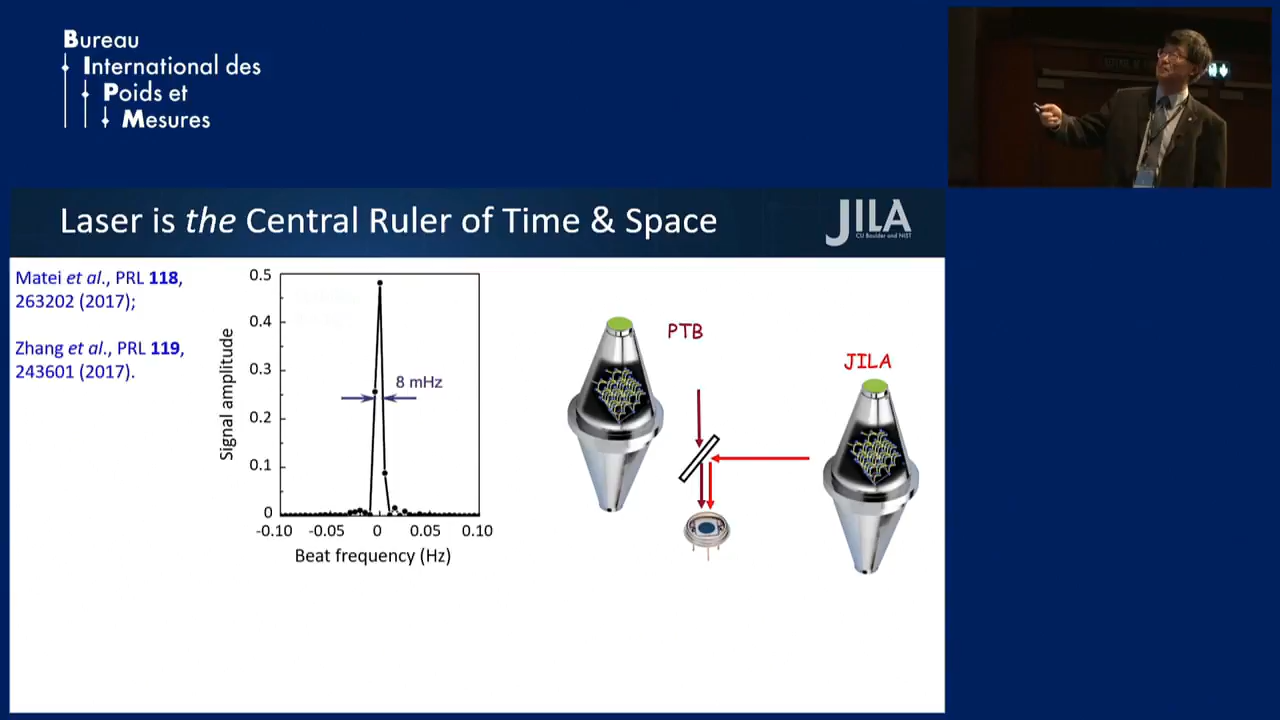 Bureau
International des
Poids et
Mesures
Laser is the Central Ruler of Time & Space
JILA
CU Boulder and NIST
Matei et al., PRL 118,
263202 (2017);
Zhang et al., PRL 119,
243601 (2017).
Signal amplitude
0.5
0.4
0.3
0.2
0.1
0
8 mHz
-0.10 -0.05 0 0.05 0.10
Beat frequency (Hz)
PTB
JILA